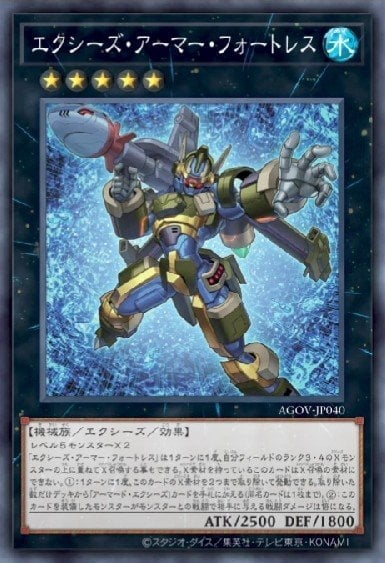 エクシーズ・アーマー・フォートレス
水
AGOV-JP040
【機械族/エクシーズ/効果】
レベル5モンスター×2
「エクシーズ・アーマー・フォートレス」は1ターンに1度、自分フィールドのランク3・4のXモ
ンスターの上に重ねてX召喚する事もできる。X素材を持っているこのカードはX召喚の素材に
できない。①:1ターンに1度、このカードのX素材を2つまで取り除いて発動できる。取り除いた
数だけデッキから「アーマード・エクシーズ」カードを手札に加える(同名カードは1枚まで)。②:この
カードを装備したモンスターがモンスターとの戦闘で相手に与える戦闘ダメージは倍になる。
ATK/2500 DEF/1800
©スタジオ・ダイス/集英社・テレビ東京・KONAMI